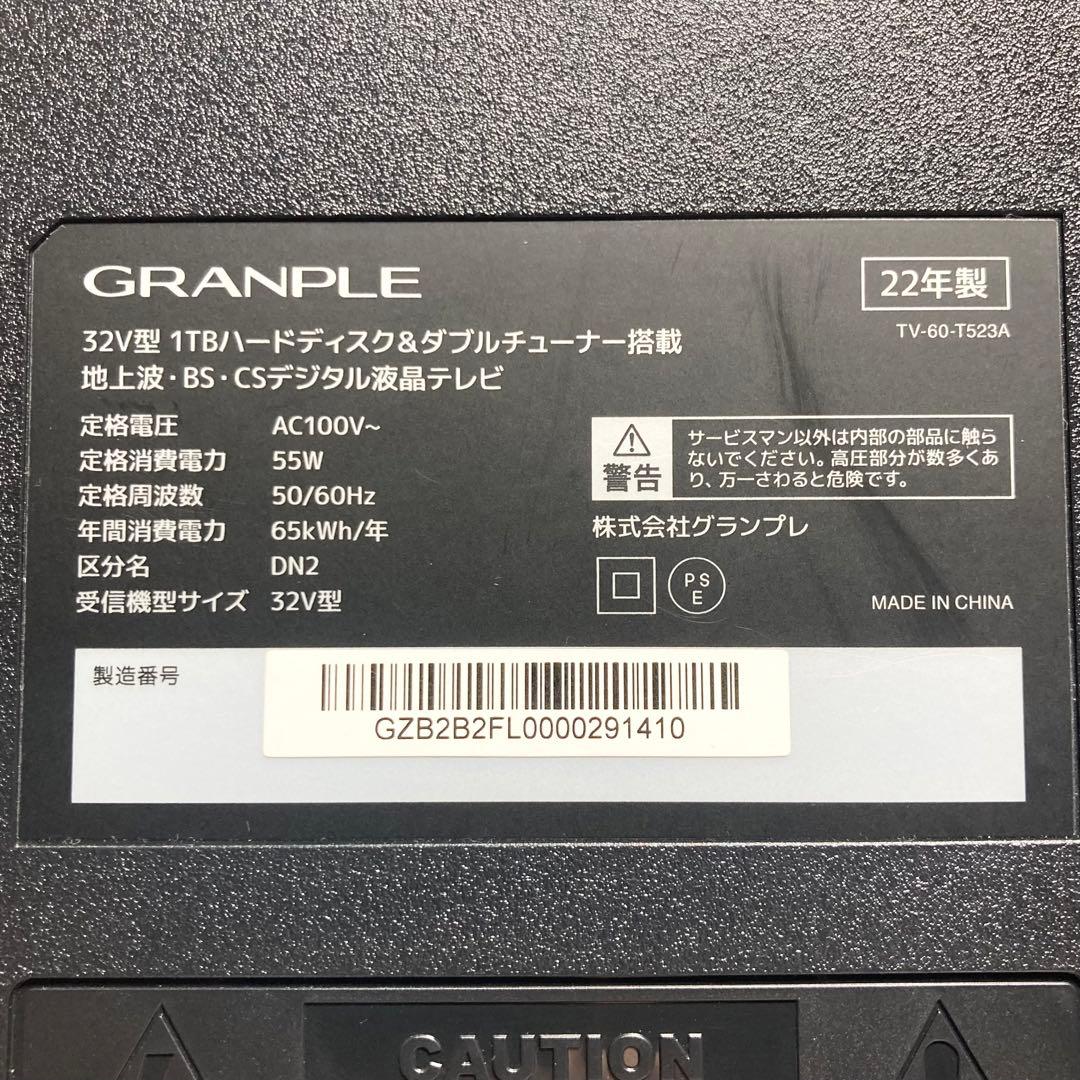 GRANPLE
22年製
TV-60-T523A
32V型 1TBハードディスク&ダブルチューナー搭載
地上波・BS・CSデジタル液晶テレビ
定格電圧 AC100V~
定格消費電力 55W
定格周波数 50/60Hz
年間消費電力 65kWh/年
区分名 DN2
受信機型サイズ 32V型
警告
サービスマン以外は内部の部品に触ら
ないでください。高圧部分が数多くあ
り、万一さわると危険です。
株式会社グランプレ
PS
E
MADE IN CHINA
製造番号
GZB2B2FL0000291410
CAUTION